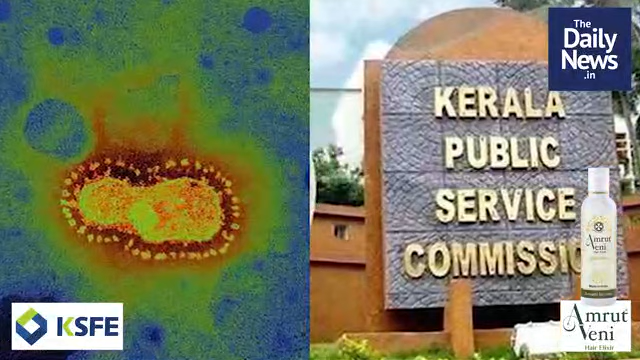 The
Daily
News
.in
KERALA
PUBLIC
SERVICE
COMMISSI
Amrut
Veni
KSFE
Amrut
Veni
Hair Elixir